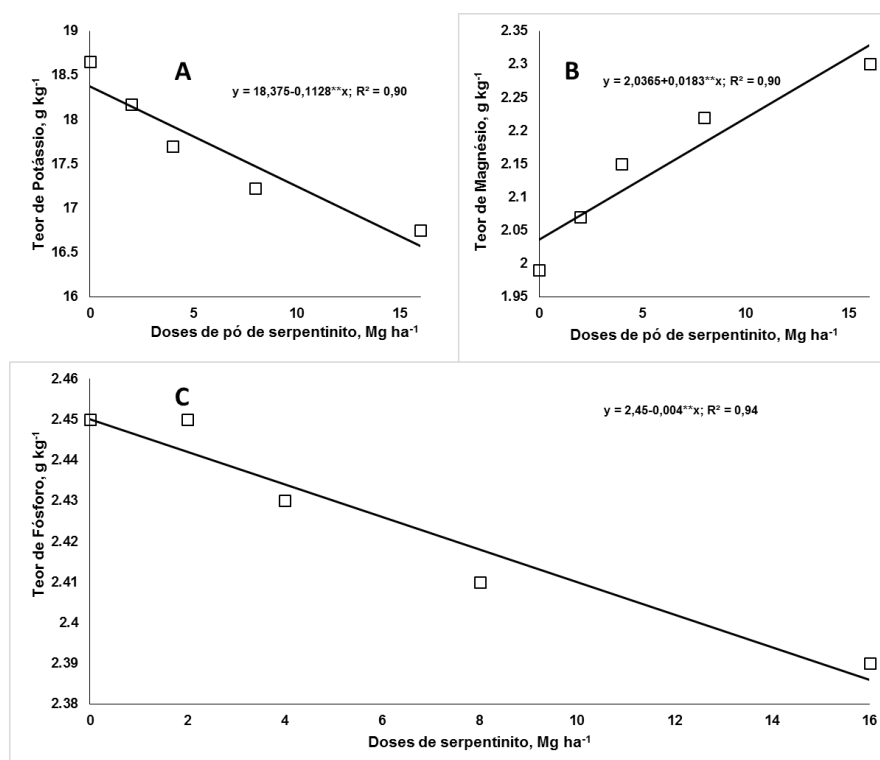 A
y = 18,375-0,1128**x; R² = 0,90
Teor de Potássio, g kg⁻¹
19
18.5
18
17.5
17
16.5
16
0 5 10 15
Doses de pó de serpentinito, Mg ha⁻¹
B
y = 2,0365+0,0183**x; R² = 0,90
Teor de Magnésio, g kg⁻¹
2.35
2.3
2.25
2.2
2.15
2.1
2.05
2
1.95
0 5 10 15
Doses de pó de serpentinito, Mg ha⁻¹
C
y = 2,45-0,004**x; R² = 0,94
Teor de Fósforo, g kg⁻¹
2.46
2.45
2.44
2.43
2.42
2.41
2.4
2.39
2.38
0 2 4 6 8 10 12 14 16
Doses de serpentinito, Mg ha⁻¹